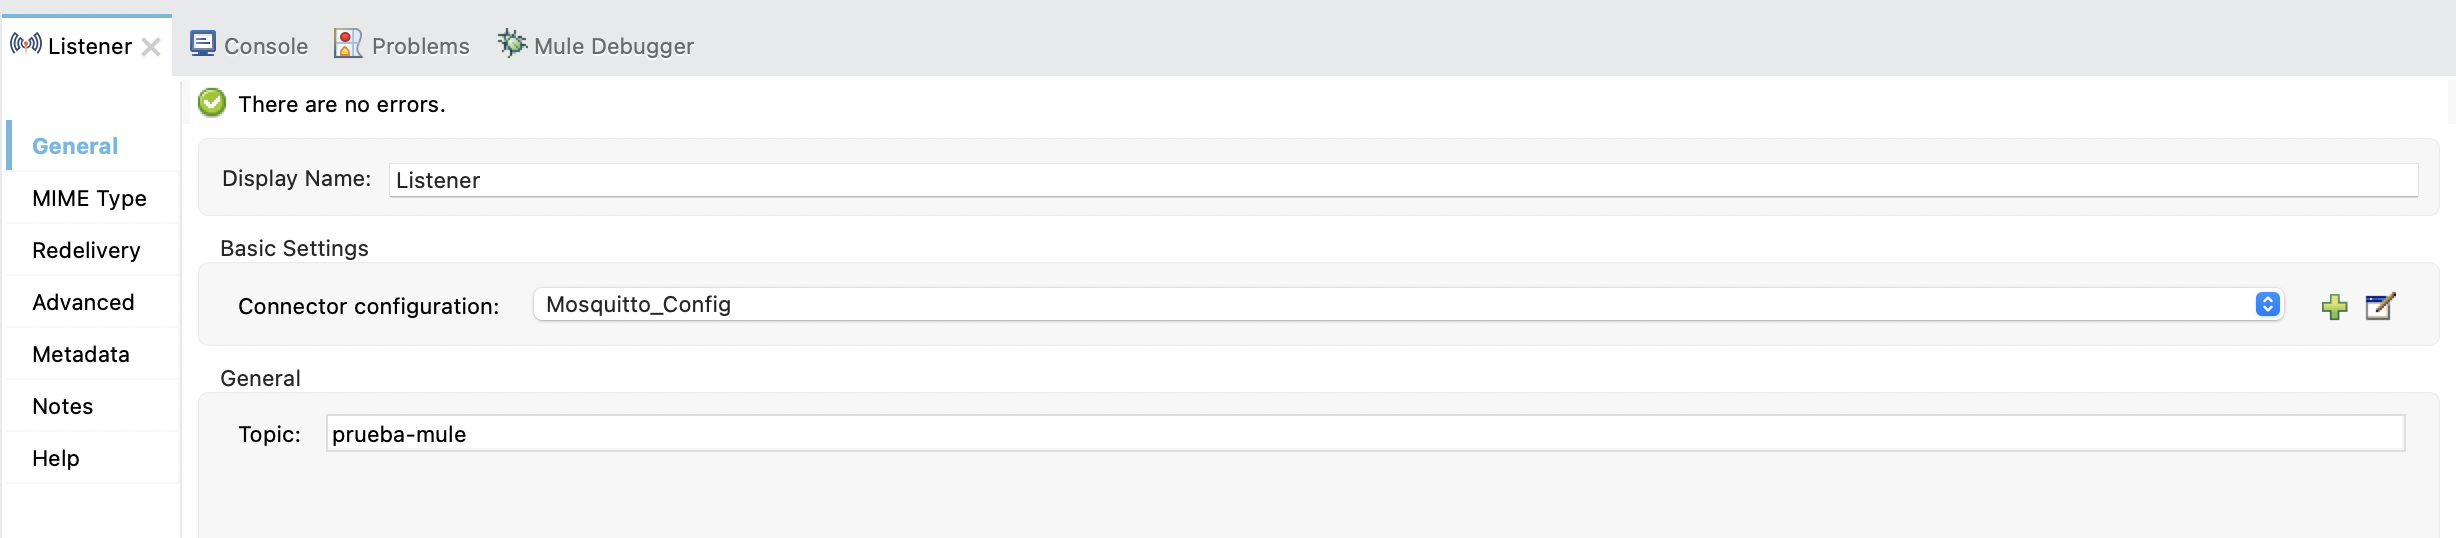 Listener Console Problems Mule Debugger
There are no errors.
General
Display Name: Listener
MIME Type
Redelivery
Basic Settings
Advanced
Connector configuration: Mosquitto_Config
Metadata
General
Notes
Topic: prueba-mule
Help